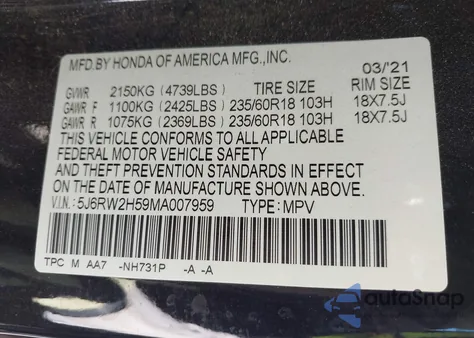 MFD.BY HONDA OF AMERICA MFG.,INC. 03/21
GVWR 2150KG (4739LBS) TIRE SIZE RIM SIZE
GAWR F 1100KG (2425LBS) 235/60R18 103H 18X7.5J
GAWR R 1075KG (2369LBS) 235/60R18 103H 18X7.5J
THIS VEHICLE CONFORMS TO ALL APPLICABLE
FEDERAL MOTOR VEHICLE SAFETY
AND THEFT PREVENTION STANDARDS IN EFFECT
ON THE DATE OF MANUFACTURE SHOWN ABOVE.
V.I.N: 5J6RW2H59MA007959 TYPE: MPV
TPC M AA7 -NH731P -A -A
autoSnap